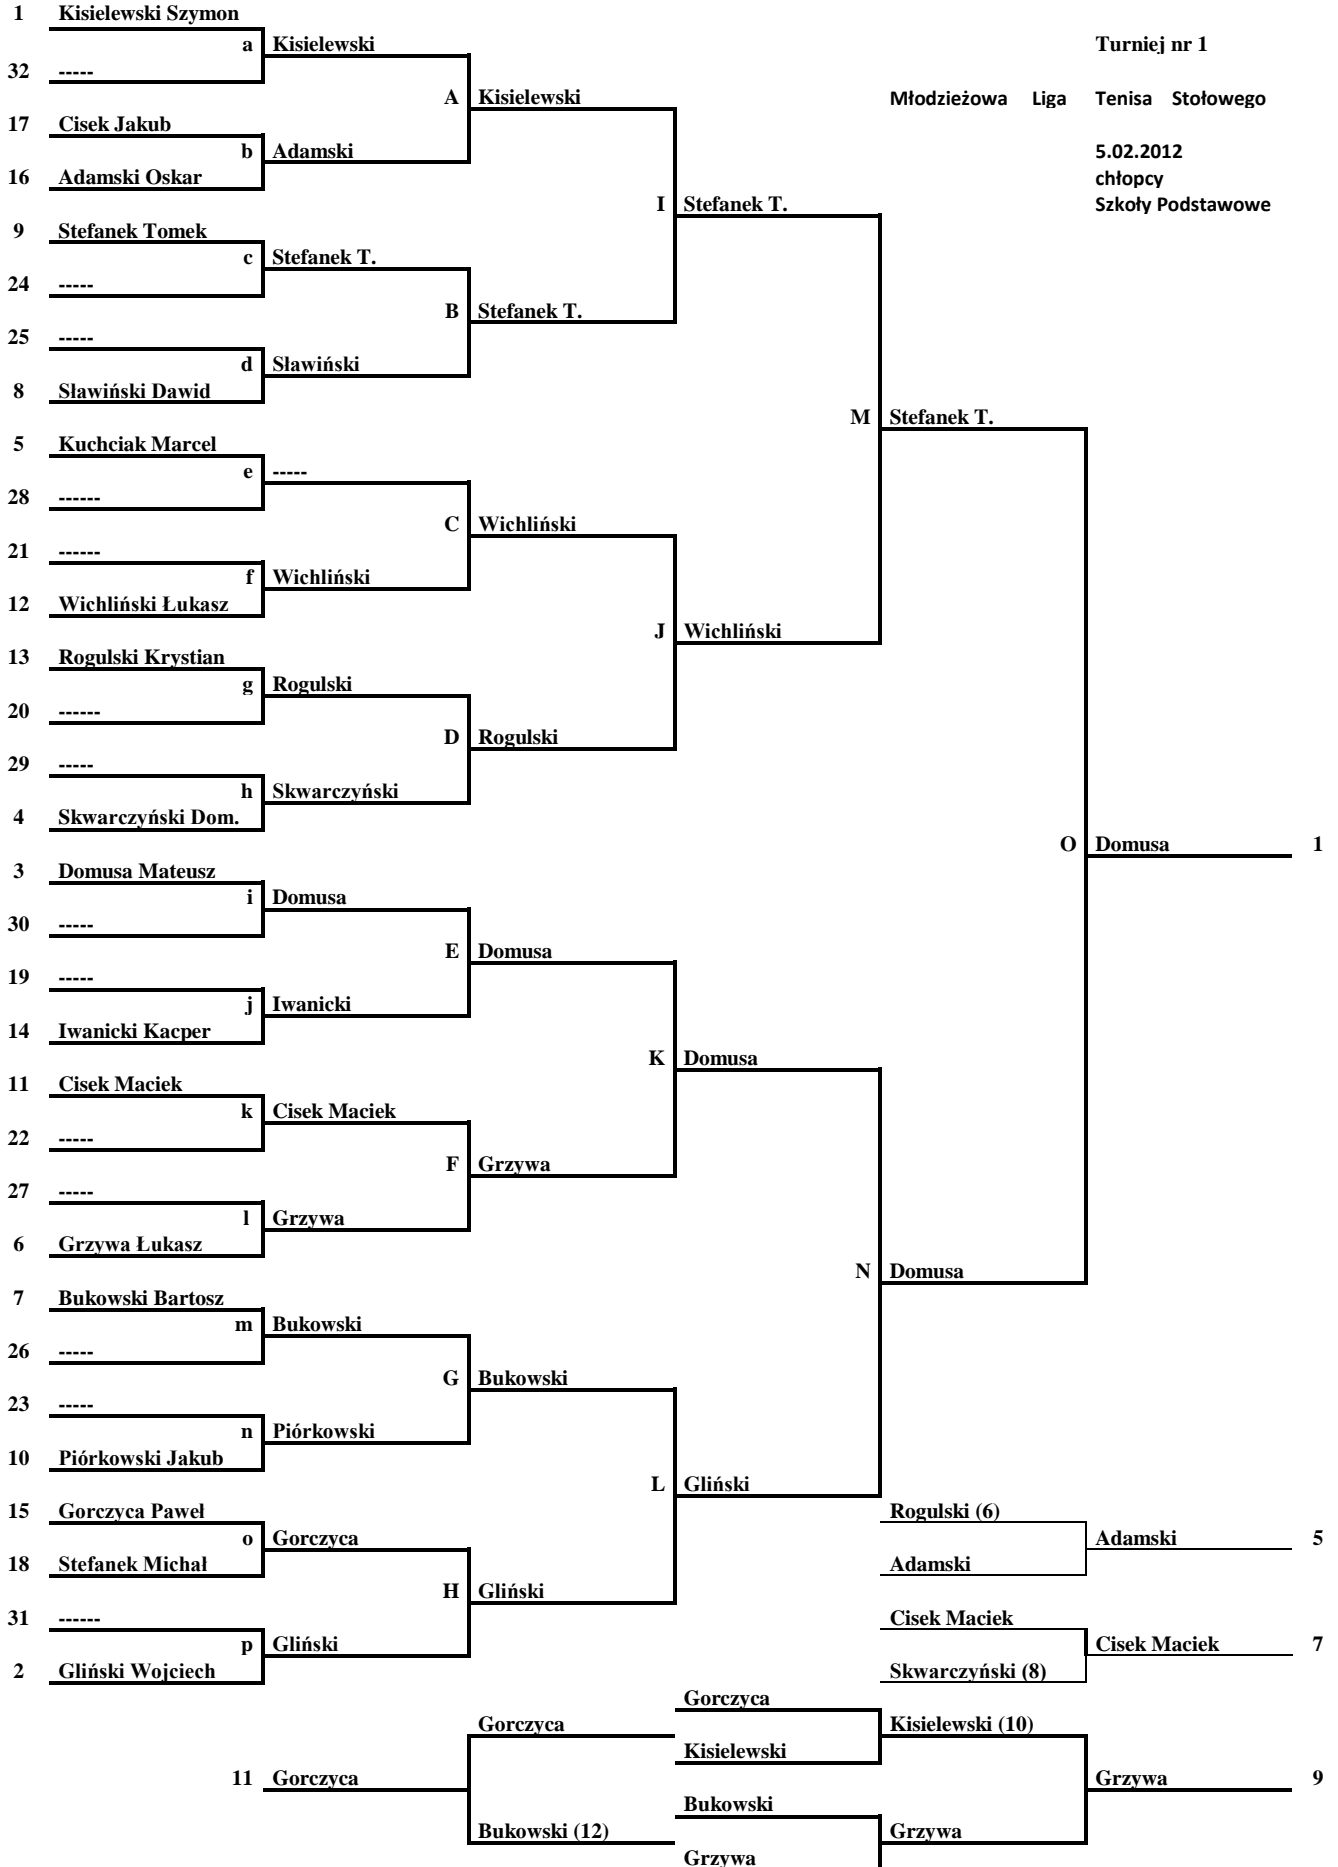 1 Kisielewski Szymon
a Kisielewski
Turniej nr 1
32 -----
A Kisielewski
Młodzieżowa Liga Tenisa Stołowego
17 Cisek Jakub
b Adamski
5.02.2012
16 Adamski Oskar
chłopcy
I Stefanek T.
Szkoły Podstawowe
9 Stefanek Tomek
c Stefanek T.
24 -----
B Stefanek T.
25 -----
d Sławiński
8 Sławiński Dawid
M Stefanek T.
5 Kuchciak Marcel
e -----
28 ------
C Wichliński
21 ------
f Wichliński
12 Wichliński Łukasz
J Wichliński
13 Rogulski Krystian
g Rogulski
20 ------
D Rogulski
29 -----
h Skwarczyński
4 Skwarczyński Dom.
O Domusa 1
3 Domusa Mateusz
i Domusa
30 -----
E Domusa
19 -----
j Iwanicki
14 Iwanicki Kacper
K Domusa
11 Cisek Maciek
k Cisek Maciek
22 -----
F Grzywa
27 -----
l Grzywa
6 Grzywa Łukasz
N Domusa
7 Bukowski Bartosz
m Bukowski
26 -----
G Bukowski
23 -----
n Piórkowski
10 Piórkowski Jakub
L Gliński
15 Gorczyca Paweł
Rogulski (6)
o Gorczyca
Adamski 5
18 Stefanek Michał
Adamski
H Gliński
31 ------
Cisek Maciek
p Gliński
Cisek Maciek 7
2 Gliński Wojciech
Skwarczyński (8)
Gorczyca
Gorczyca
Kisielewski (10)
Kisielewski
11 Gorczyca
Grzywa 9
Bukowski
Bukowski (12)
Grzywa
Grzywa